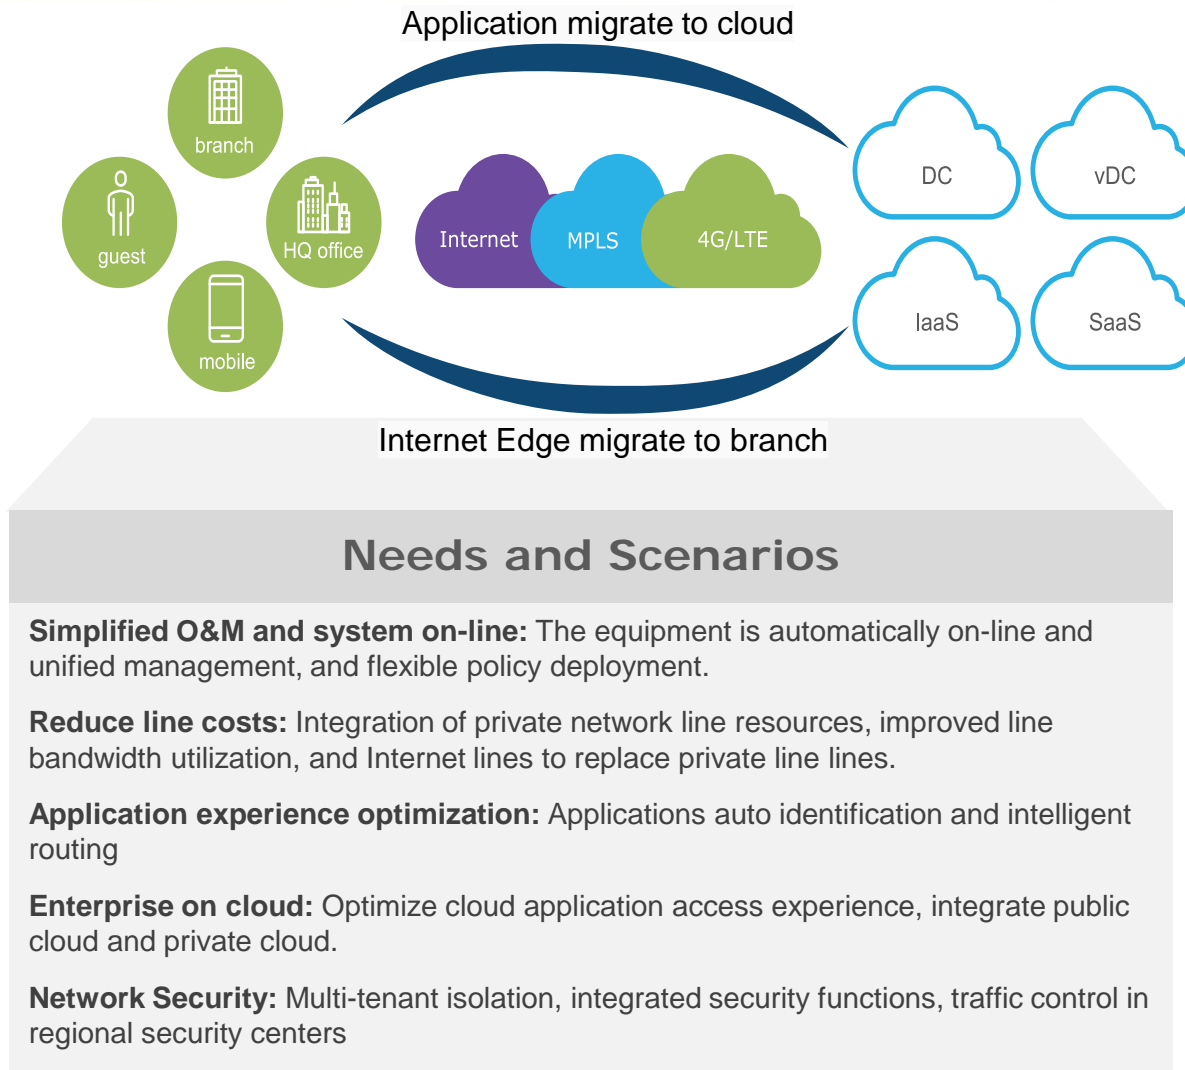 Application migrate to cloud
branch
guest
HQ office
mobile
Internet
MPLS
4G/LTE
DC
vDC
IaaS
SaaS
Internet Edge migrate to branch
Needs and Scenarios
Simplified O&M and system on-line: The equipment is automatically on-line and
unified management, and flexible policy deployment.
Reduce line costs: Integration of private network line resources, improved line
bandwidth utilization, and Internet lines to replace private line lines.
Application experience optimization: Applications auto identification and intelligent
routing
Enterprise on cloud: Optimize cloud application access experience, integrate public
cloud and private cloud.
Network Security: Multi-tenant isolation, integrated security functions, traffic control in
regional security centers